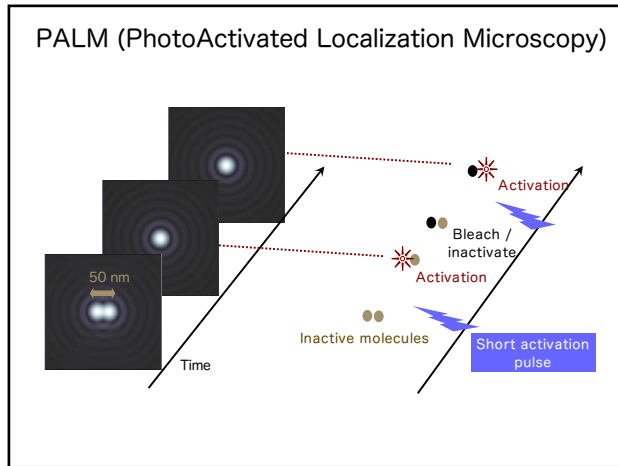 PALM (PhotoActivated Localization Microscopy)
Activation
Bleach /
inactivate
50 nm
Activation
Inactive molecules
Time
Short activation
pulse